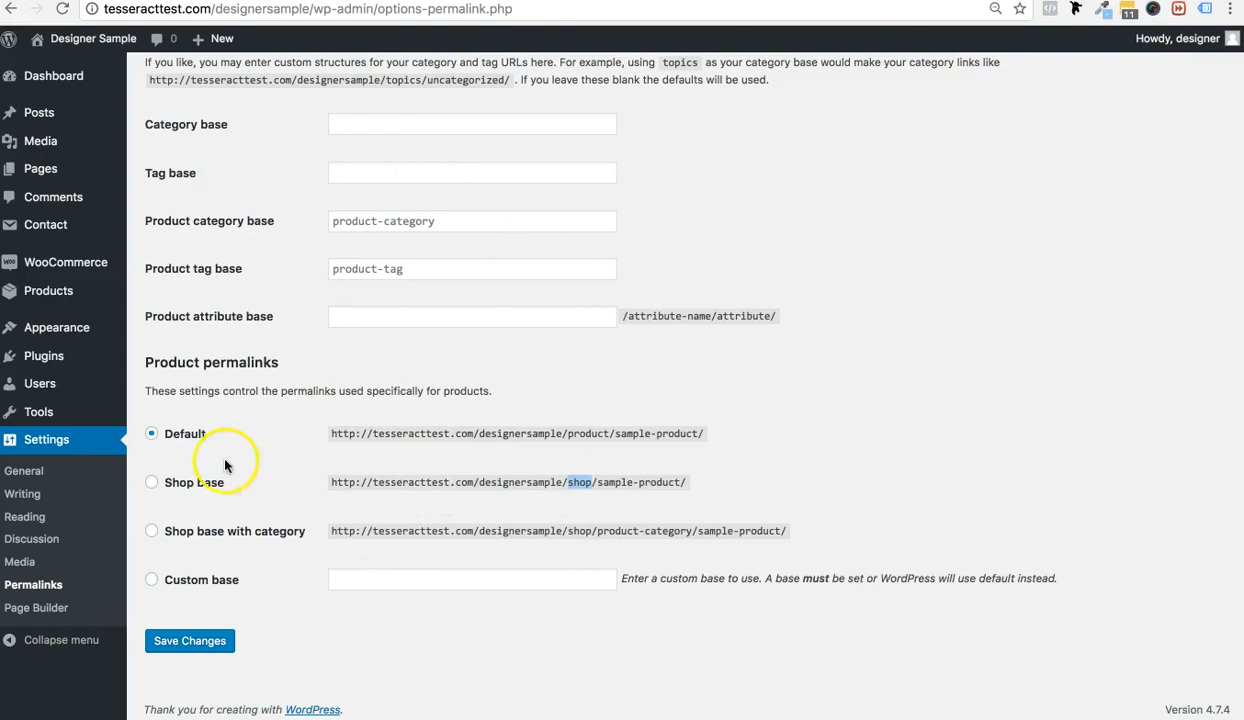 tesseracttest.com/designersample/wp-admin/options-permalink.php
11
Designer Sample 0 New Howdy, designer
Dashboard
Posts
Media
Pages
Comments
Contact
WooCommerce
Products
Appearance
Plugins
Users
Tools
Settings
General
Writing
Reading
Discussion
Media
Permalinks
Page Builder
Collapse menu
If you like, you may enter custom structures for your category and tag URLs here. For example, using topics as your category base would make your category links like
http://tesseracttest.com/designersample/topics/uncategorized/ . If you leave these blank the defaults will be used.
Category base
Tag base
Product category base product-category
Product tag base product-tag
Product attribute base /attribute-name/attribute/
Product permalinks
These settings control the permalinks used specifically for products.
Default http://tesseracttest.com/designersample/product/sample-product/
Shop base http://tesseracttest.com/designersample/shop/sample-product/
Shop base with category http://tesseracttest.com/designersample/shop/product-category/sample-product/
Custom base Enter a custom base to use. A base must be set or WordPress will use default instead.
Save Changes
Thank you for creating with WordPress. Version 4.7.4